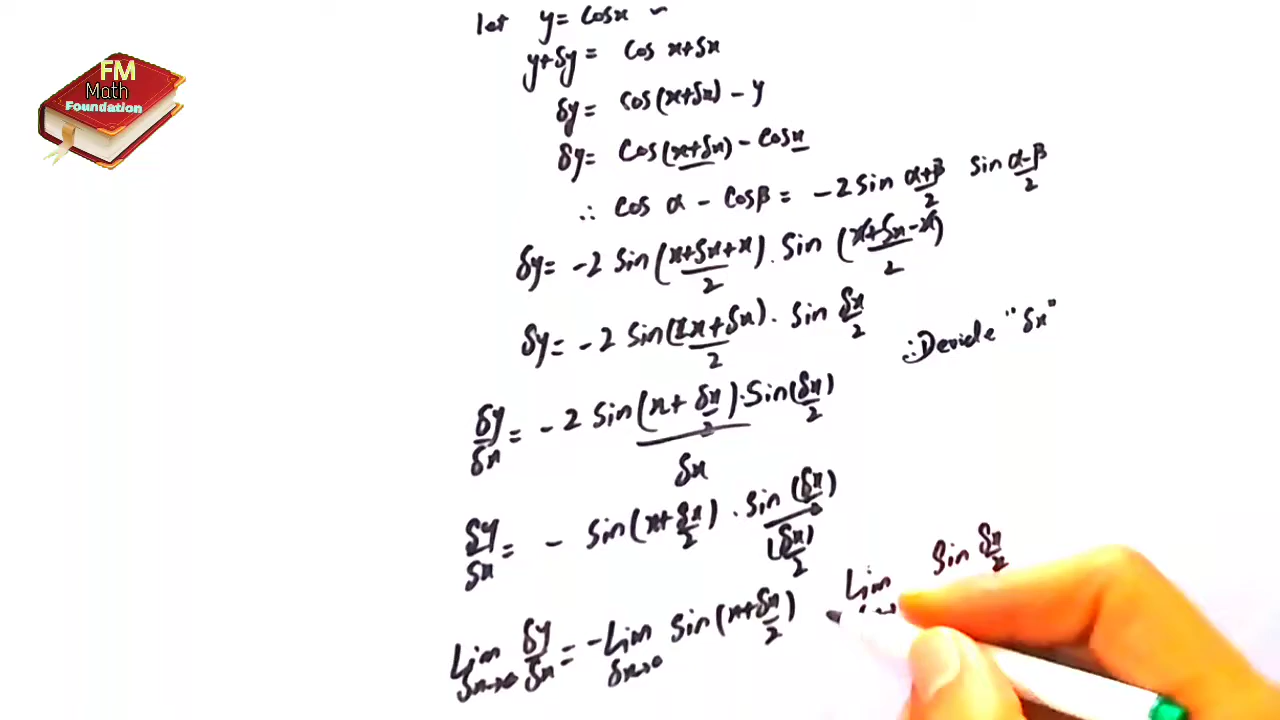 FM
Math
Foundation
let y = cosx
y+δy = cos x+δx
δy = cos(x+δx) - y
δy = cos(x+δx) - cosx
∴ cos α - cosβ = -2 sin α+β/2 sin α-β/2
δy = -2 sin(x+δx+x/2) . sin (x+δx-x/2)
δy = -2 sin(2x+δx/2) . sin δx/2 ∴ Devide "δx"
δy/δx = -2 sin(x+ δx/2) . sin(δx/2) / δx
δy/δx = - sin(x+δx/2) . sin (δx/2) / (δx/2)
Lim δx→0 δy/δx = -Lim δx→0 sin(x+δx/2) Lim sin δx/2